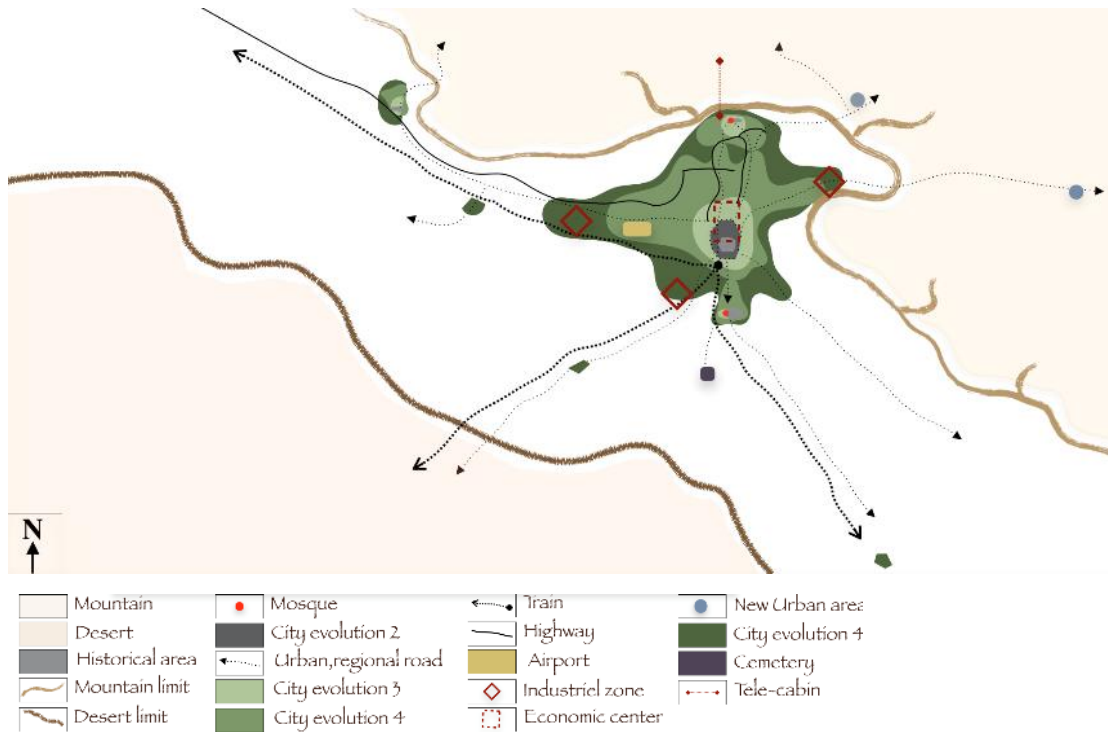 N
Mountain
Desert
Historical area
Mountain limit
Desert limit
Mosque
City evolution 2
Urban,regional road
City evolution 3
City evolution 4
Train
Highway
Airport
Industriel zone
Economic center
New Urban area
City evolution 4
Cemetery
Tele-cabin